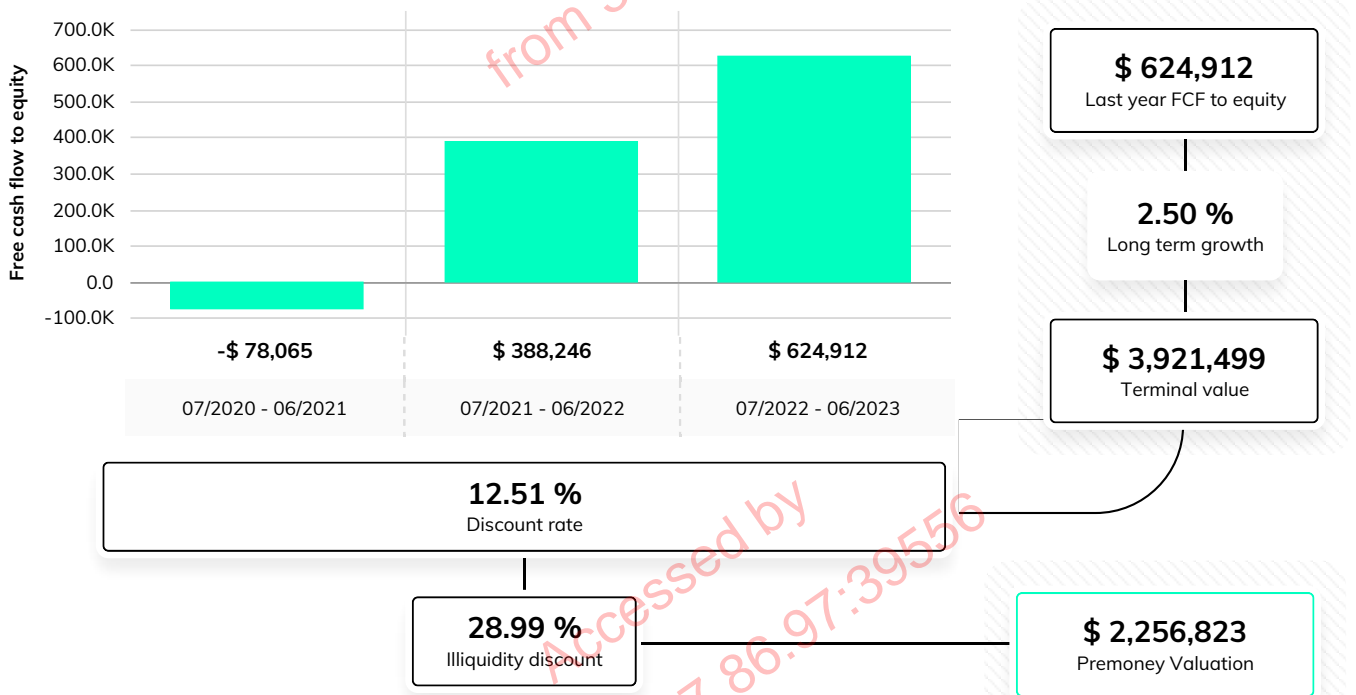 Free cash flow to equity
700.0K
600.0K
500.0K
400.0K
300.0K
200.0K
100.0K
0.0
-100.0K
-$ 78,065
$ 388,246
$ 624,912
07/2020 - 06/2021
07/2021 - 06/2022
07/2022 - 06/2023
$ 624,912
Last year FCF to equity
2.50 %
Long term growth
$ 3,921,499
Terminal value
12.51 %
Discount rate
28.99 %
Illiquidity discount
$ 2,256,823
Premoney Valuation
from
Accessed by
86.97:39556